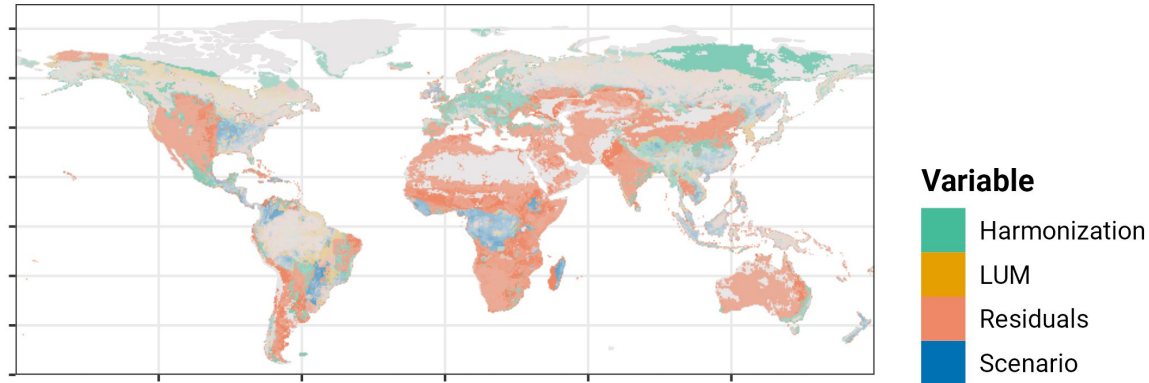 Variable
Harmonization
LUM
Residuals
Scenario